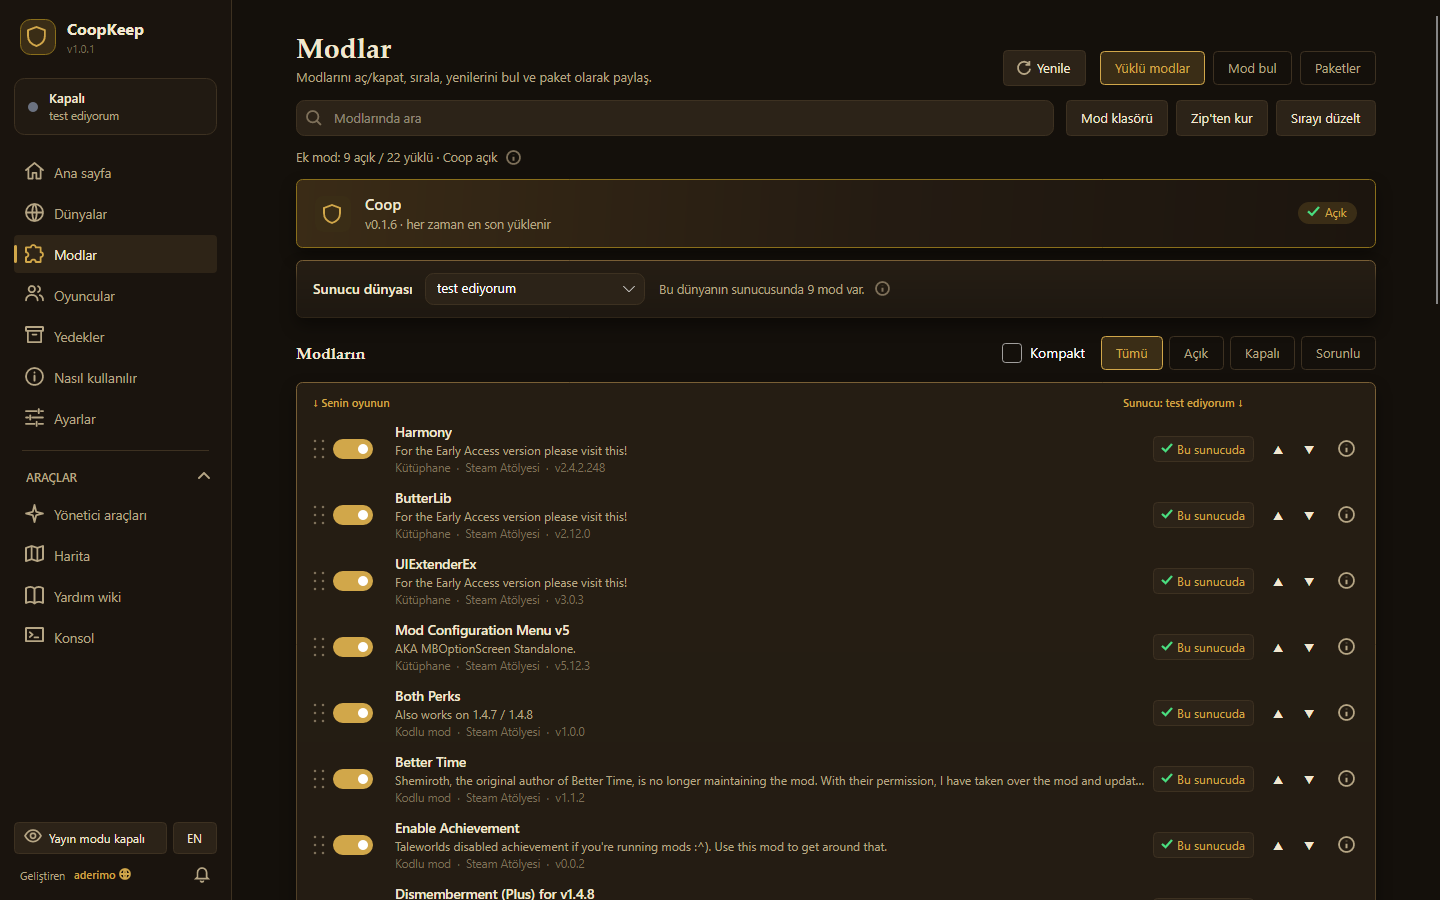 CoopKeep
v1.0.1
Kapalı
test ediyorum
Ana sayfa
Dünyalar
Modlar
Oyuncular
Yedekler
Nasıl kullanılır
Ayarlar
ARAÇLAR
Yönetici araçları
Harita
Yardım wiki
Konsol
Yayın modu kapalı
EN
Geliştiren aderimo
Modlar
Modlarını aç/kapat, sırala, yenilerini bul ve paket olarak paylaş.
Yenile
Yüklü modlar
Mod bul
Paketler
Modlarında ara
Mod klasörü
Zip'ten kur
Sırayı düzelt
Ek mod: 9 açık / 22 yüklü · Coop açık
Coop
v0.1.6 · her zaman en son yüklenir
Açık
Sunucu dünyası
test ediyorum
Bu dünyanın sunucusunda 9 mod var.
Modların
Kompakt
Tümü
Açık
Kapalı
Sorunlu
↓ Senin oyunun
Sunucu: test ediyorum ↓
Harmony
For the Early Access version please visit this!
Kütüphane · Steam Atölyesi · v2.4.2.248
Bu sunucuda
ButterLib
For the Early Access version please visit this!
Kütüphane · Steam Atölyesi · v2.12.0
Bu sunucuda
UIExtenderEx
For the Early Access version please visit this!
Kütüphane · Steam Atölyesi · v3.0.3
Bu sunucuda
Mod Configuration Menu v5
AKA MBOptionScreen Standalone.
Kütüphane · Steam Atölyesi · v5.12.3
Bu sunucuda
Both Perks
Also works on 1.4.7 / 1.4.8
Kodlu mod · Steam Atölyesi · v1.0.0
Bu sunucuda
Better Time
Shemiroth, the original author of Better Time, is no longer maintaining the mod. With their permission, I have taken over the mod and updat...
Kodlu mod · Steam Atölyesi · v1.1.2
Bu sunucuda
Enable Achievement
Taleworlds disabled achievement if you're running mods :^). Use this mod to get around that.
Kodlu mod · Steam Atölyesi · v0.0.2
Bu sunucuda
Dismemberment (Plus) for v1.4.8